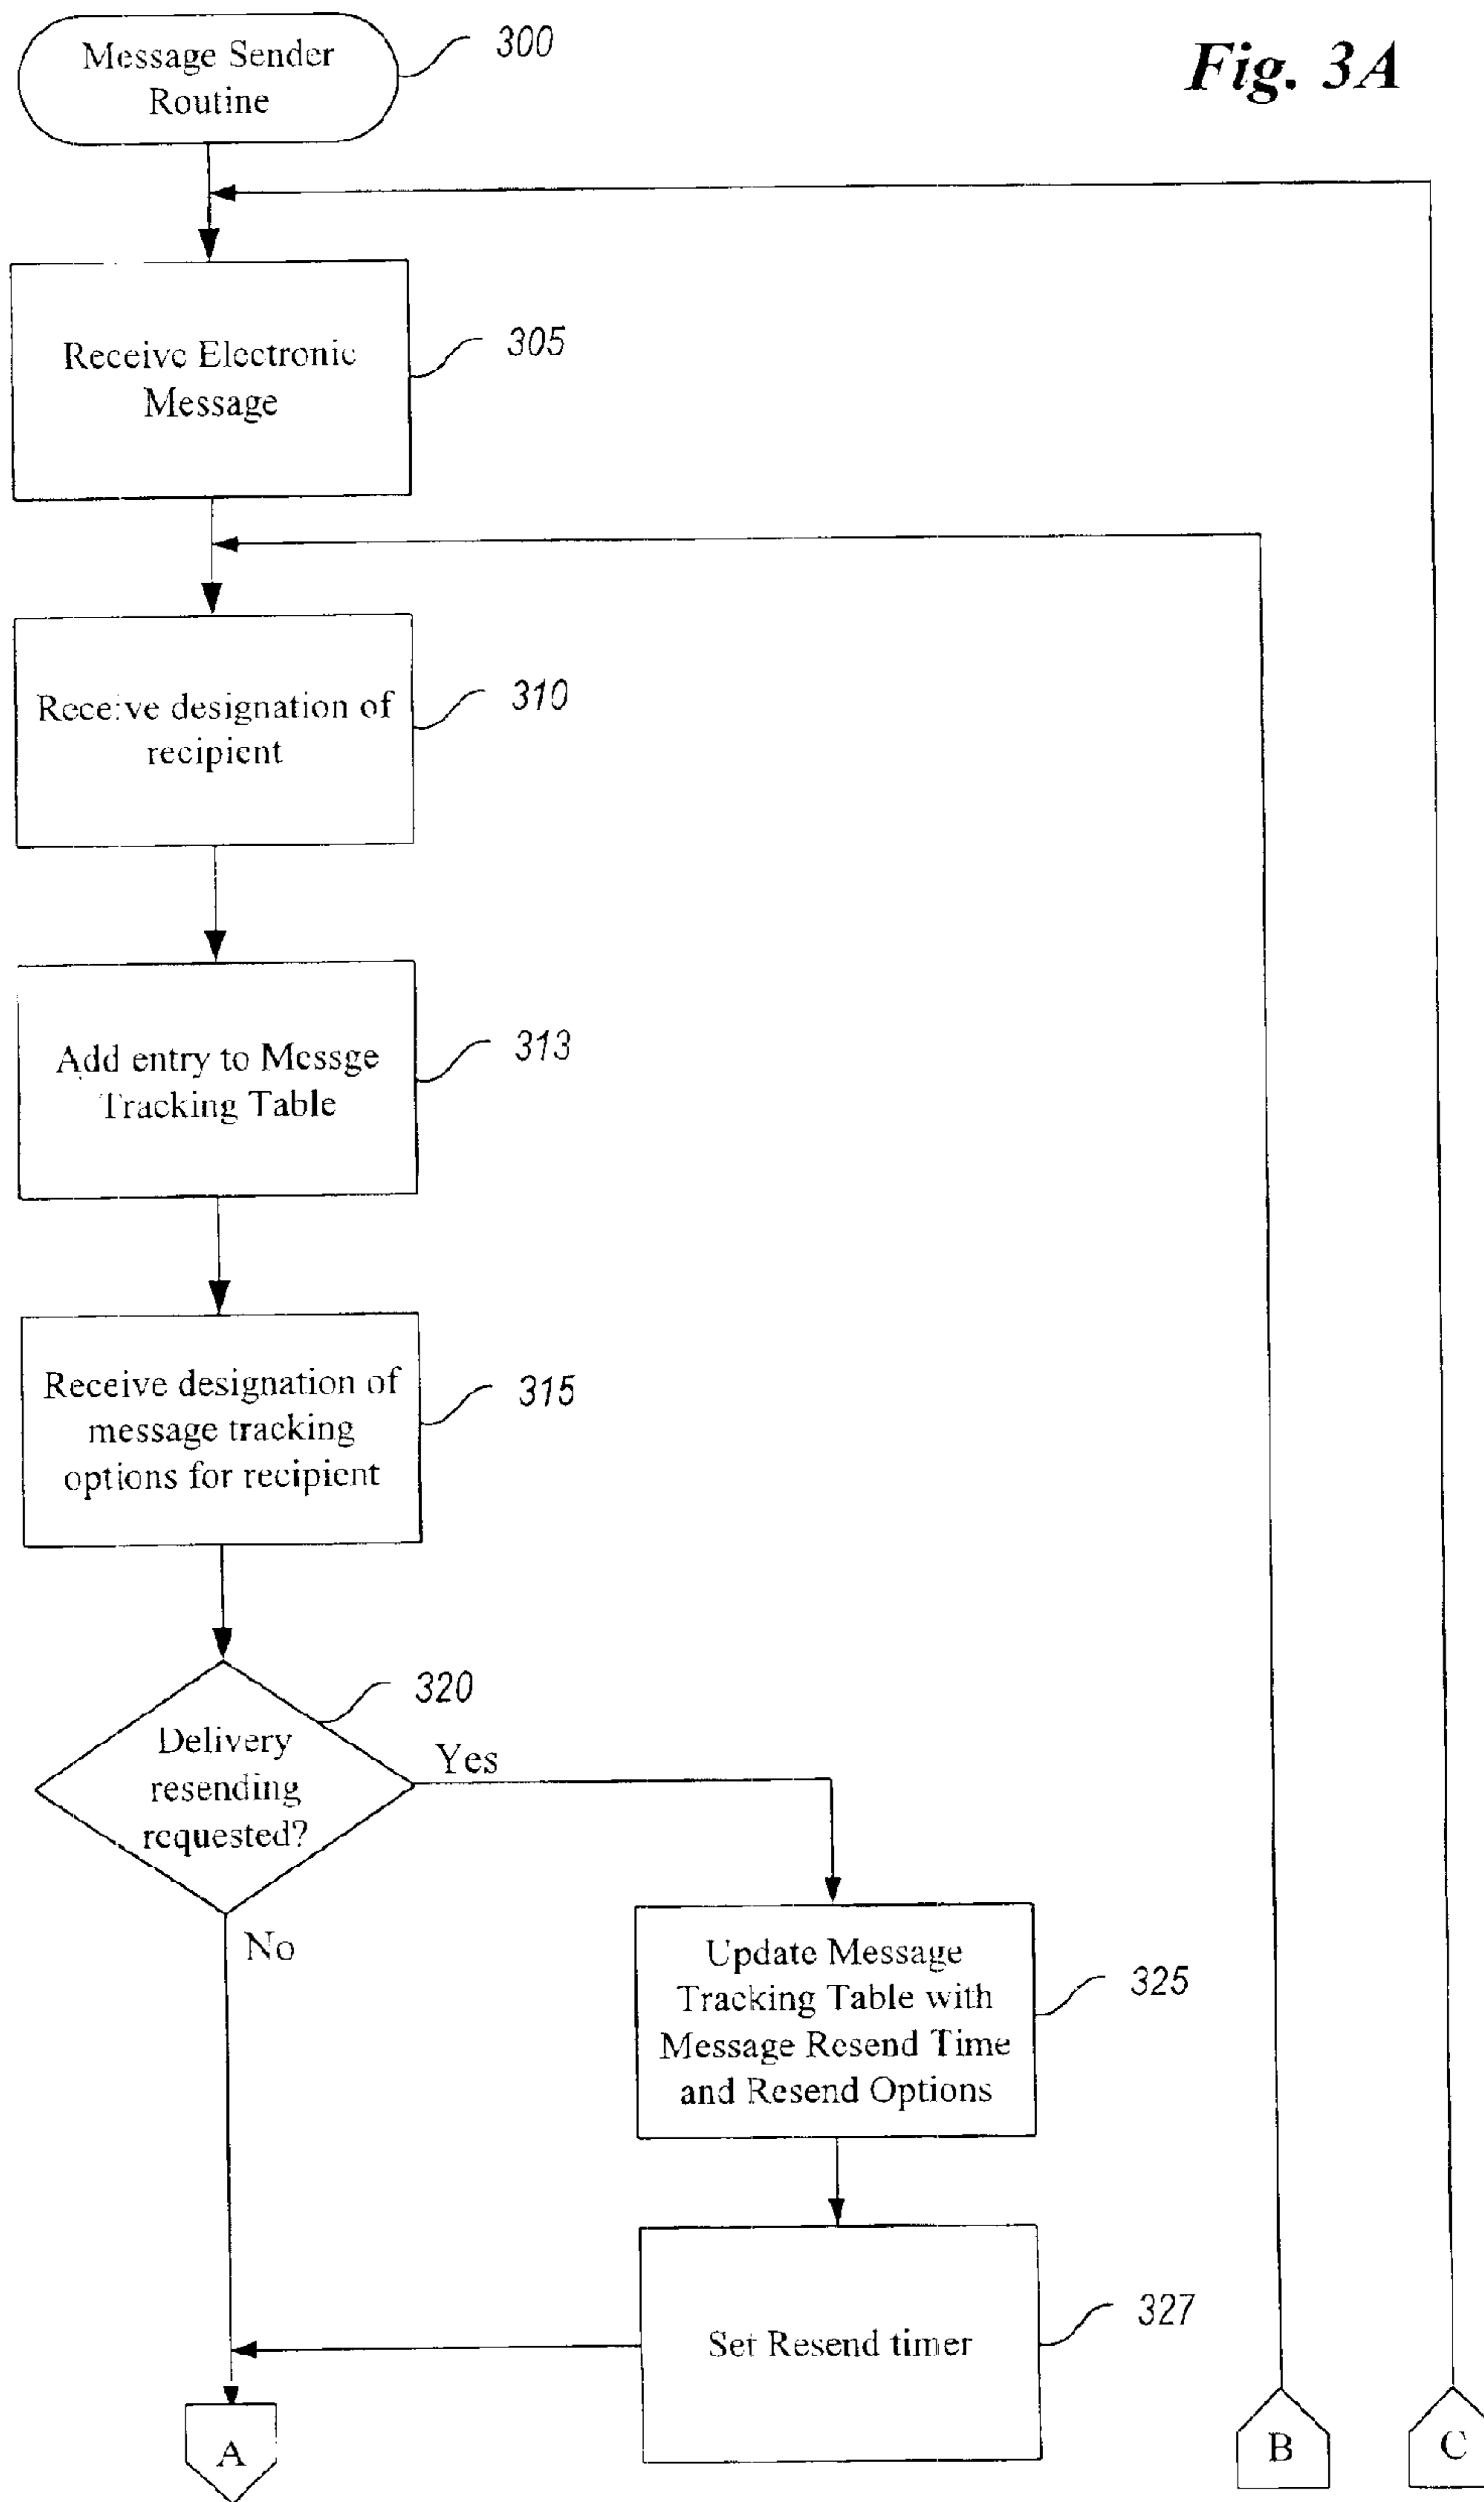 Message Sender
Routine
300
Fig. 3A
Receive Electronic
Message
305
Receive designation of
recipient
310
Add entry to Messge
Tracking Table
313
Receive designation of
message tracking
options for recipient
315
Delivery
resending
requested?
320
Yes
No
Update Message
Tracking Table with
Message Resend Time
and Resend Options
325
Set Resend timer
327
A
B
C